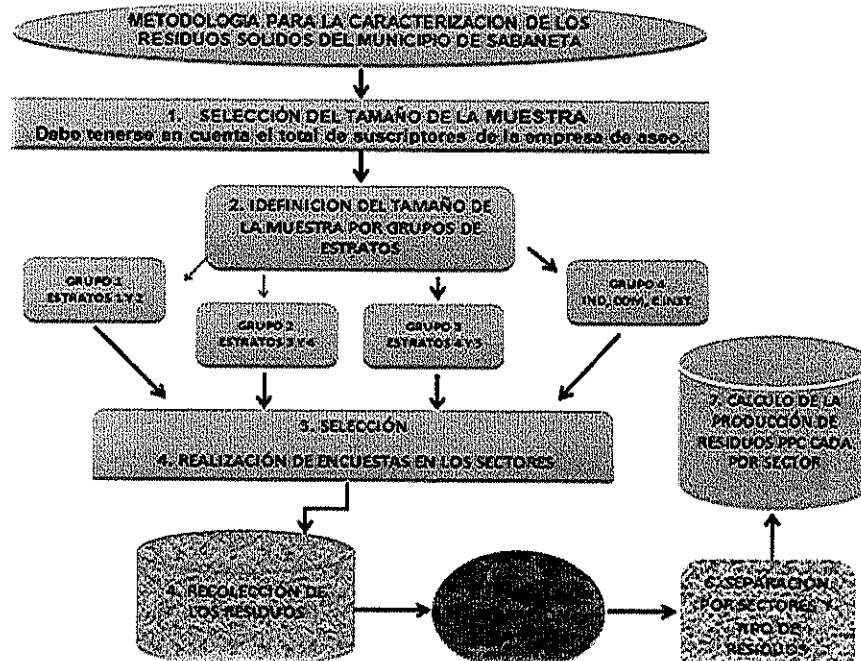 METODOLOGIA PARA LA CARACTERIZACION DE LOS
RESIDUOS SOLIDOS DEL MUNICIPIO DE SABANETA
1. SELECCIÓN DEL TAMAÑO DE LA MUESTRA
Debe tenerse en cuenta el total de suscriptores de la empresa de aseo.
2. IDEFINICION DEL TAMAÑO DE
LA MUESTRA POR GRUPOS DE
ESTRATOS
GRUPO 1
ESTRATOS 1 Y 2
GRUPO 2
ESTRATOS 3 Y 4
GRUPO 3
ESTRATOS 4 Y 5
GRUPO 4
IND, COM, E INST.
3. SELECCIÓN
4. REALIZACIÓN DE ENCUESTAS EN LOS SECTORES
4. RECOLECCIÓN DE
LOS RESIDUOS
6. SEPARACIÓN
POR SECTORES Y
TIPO DE
RESIDUOS
7. CALCULO DE LA
PRODUCCIÓN DE
RESIDUOS PPC CADA
POR SECTOR